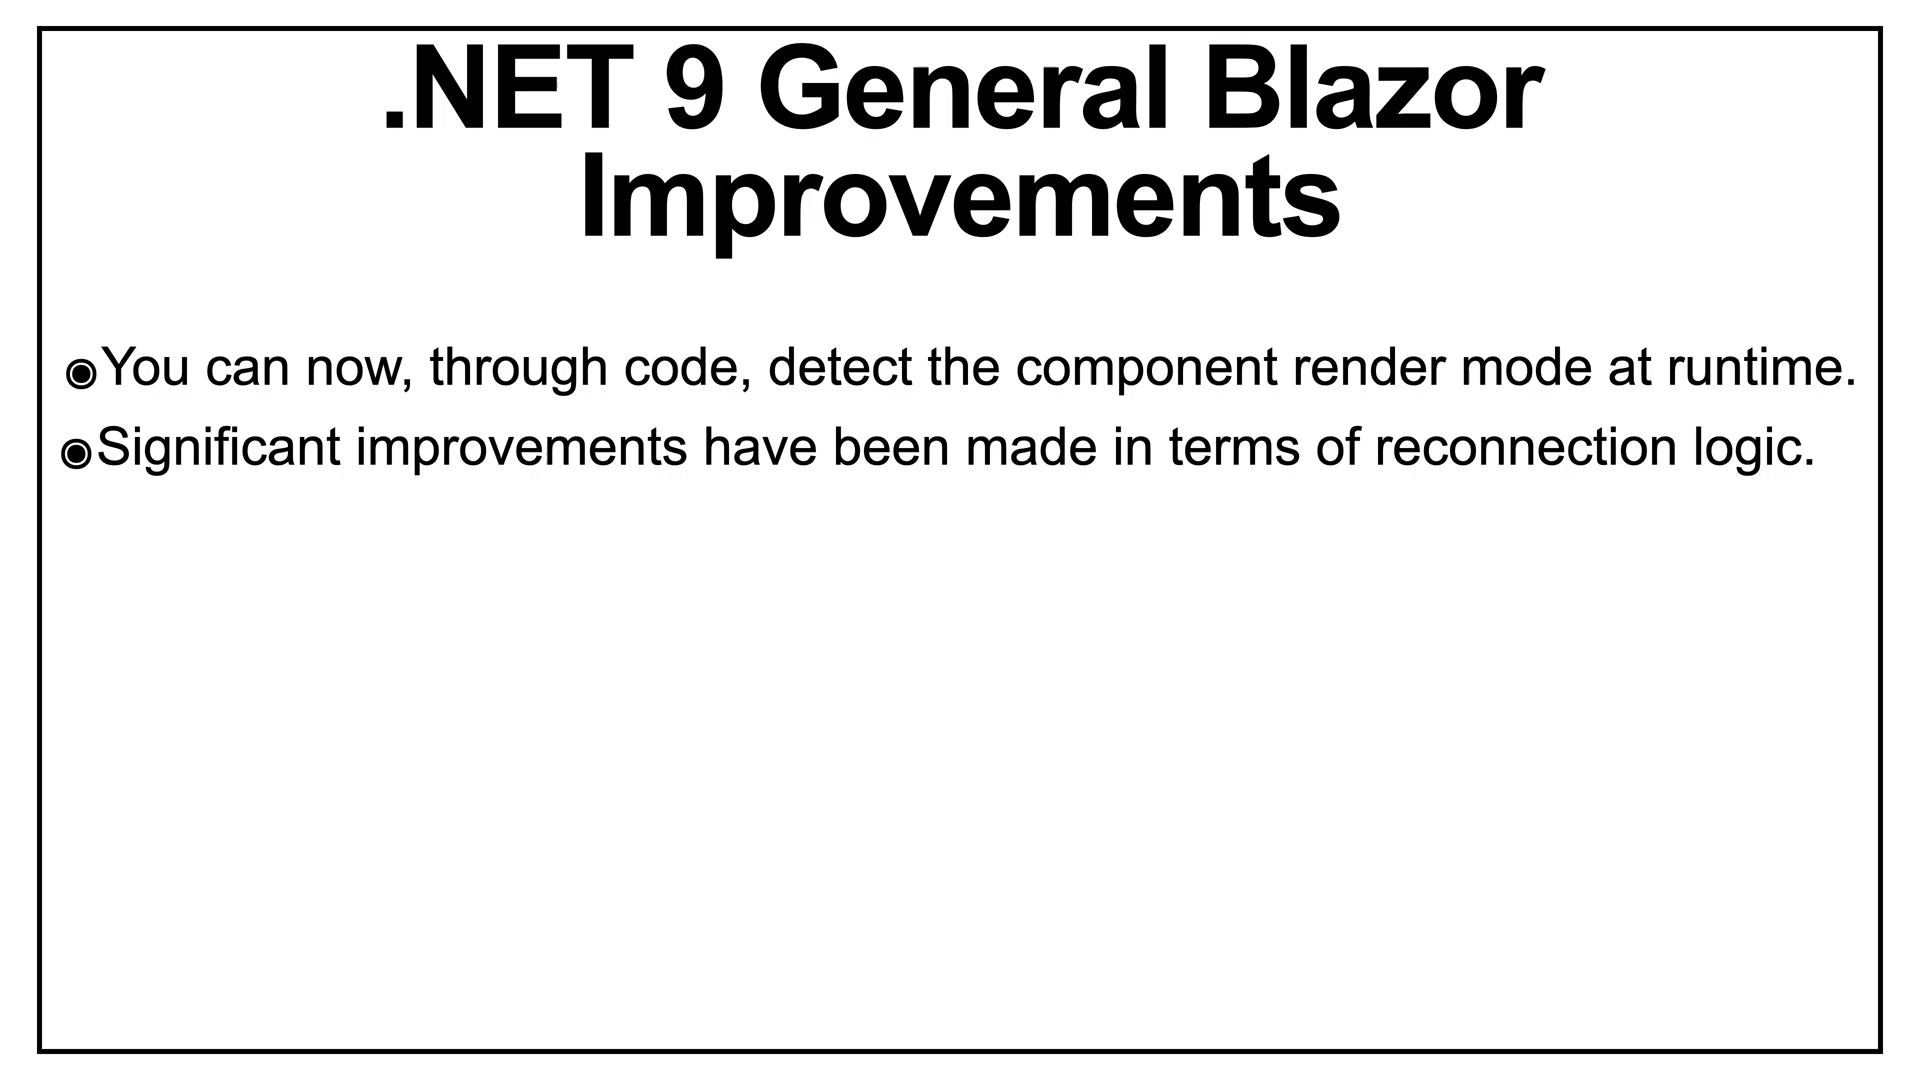 .NET 9 General Blazor
Improvements
◉You can now, through code, detect the component render mode at runtime.
◉Significant improvements have been made in terms of reconnection logic.